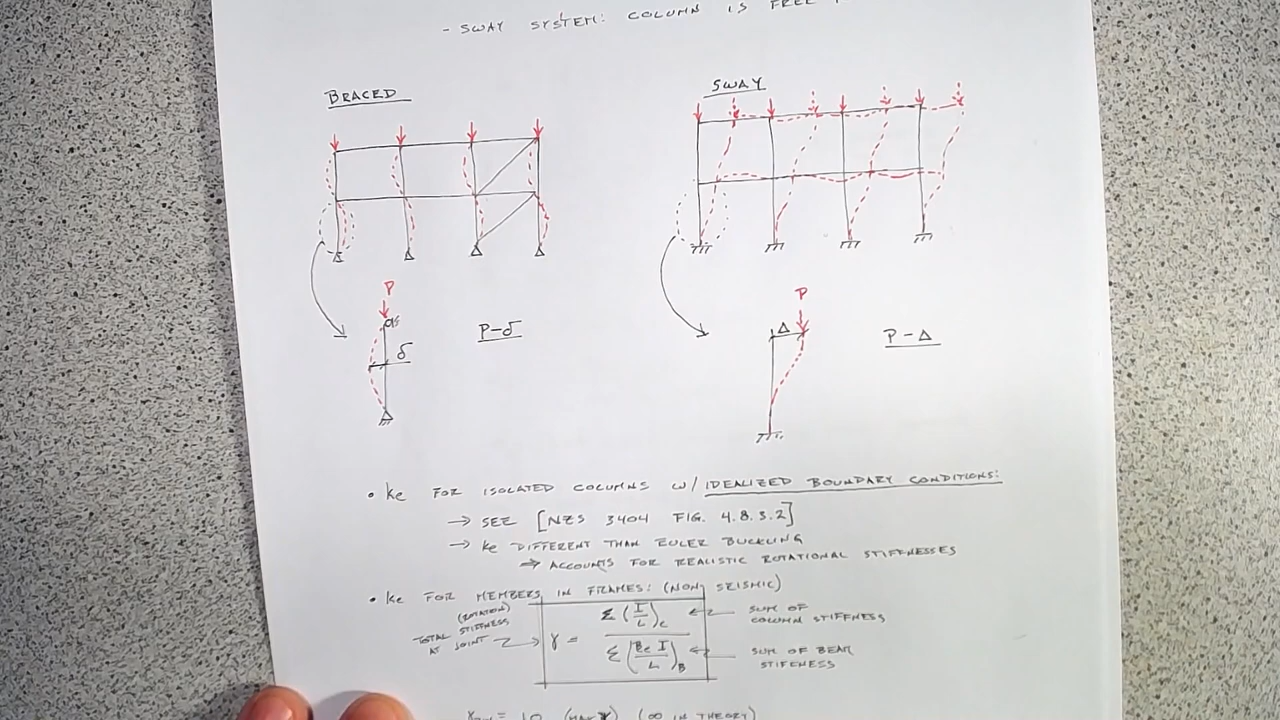 - SWAY SYSTEM: COLUMN IS FREE
BRACED
SWAY
P
δ
P-δ
P
Δ
P-Δ
• ke FOR ISOLATED COLUMNS W/ IDEALIZED BOUNDARY CONDITIONS:
→ SEE [NZS 3404 FIG. 4.8.3.2]
→ ke DIFFERENT THAN EULER BUCKLING
⇒ ACCOUNTS FOR REALISTIC ROTATIONAL STIFFNESSES
• ke FOR MEMBERS IN FRAMES: (NON SEISMIC)
(ROTATION)
TOTAL STIFFNESS
AT JOINT
γ = Σ(I/L)c / Σ(βe I/L)B
SUM OF
COLUMN STIFFNESS
SUM OF BEAM
STIFFNESS
= 10 (MAX γ) (∞ IN THEORY)